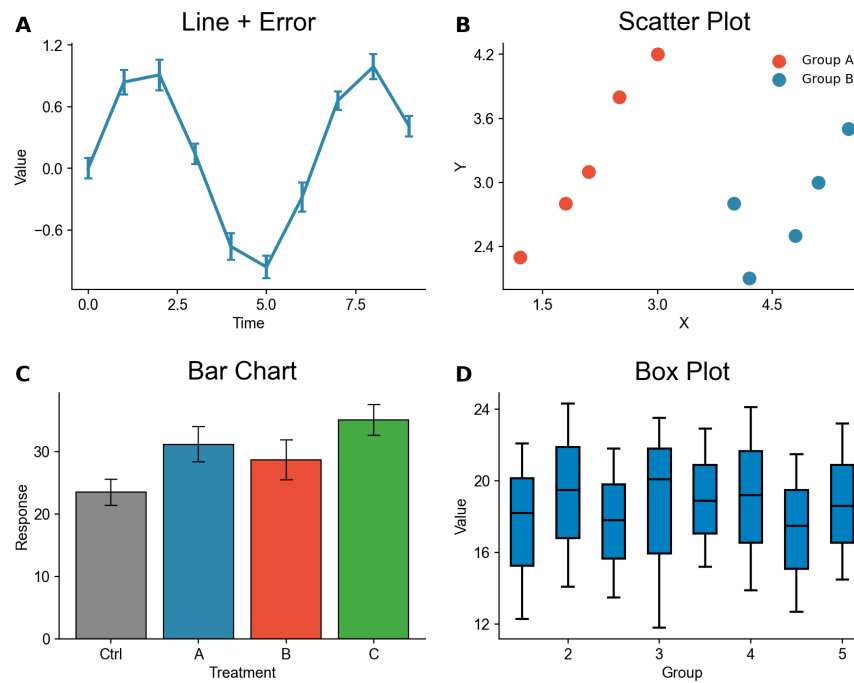 A
Line + Error
1.2
0.6
0.0
−0.6
Value
0.0
2.5
5.0
7.5
Time
B
Scatter Plot
4.2
3.6
3.0
2.4
Y
1.5
3.0
4.5
X
Group A
Group B
C
Bar Chart
30
20
10
0
Response
Ctrl
A
B
C
Treatment
D
Box Plot
24
20
16
12
Value
2
3
4
5
Group